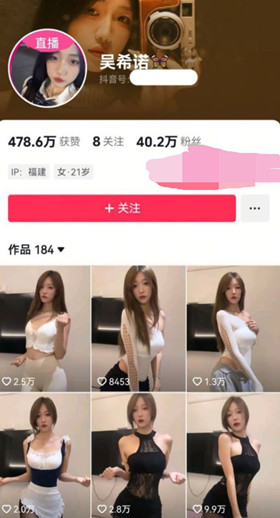 直播
吴希诺
抖音号
478.6万 获赞 8 关注 40.2万 粉丝
IP：福建 女·21岁
+ 关注
作品 184
2.5万 8453 1.3万
2.0万 2.8万 9.9万